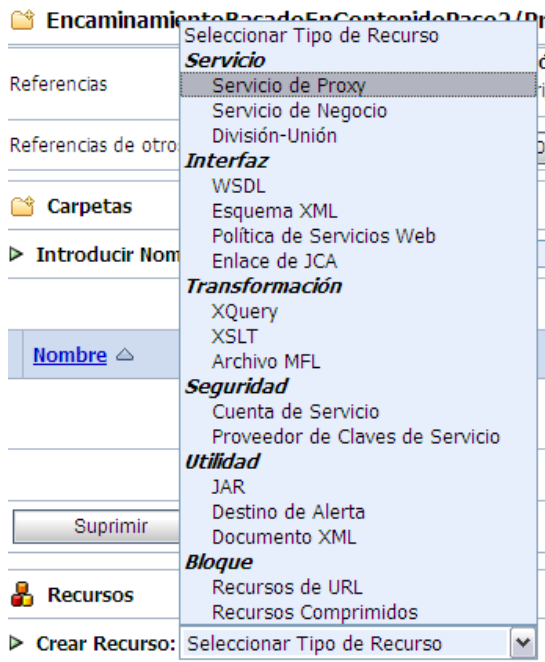 EncaminamientoBasadoEnContenidoPaso2/Pr
Seleccionar Tipo de Recurso
Servicio
Referencias
Servicio de Proxy
Servicio de Negocio
Referencias de otro
División-Unión
Interfaz
WSDL
Carpetas
Esquema XML
Política de Servicios Web
Introducir Nom
Enlace de JCA
Transformación
XQuery
XSLT
Nombre
Archivo MFL
Seguridad
Cuenta de Servicio
Proveedor de Claves de Servicio
Utilidad
JAR
Suprimir
Destino de Alerta
Documento XML
Bloque
Recursos de URL
Recursos
Recursos Comprimidos
Crear Recurso: Seleccionar Tipo de Recurso